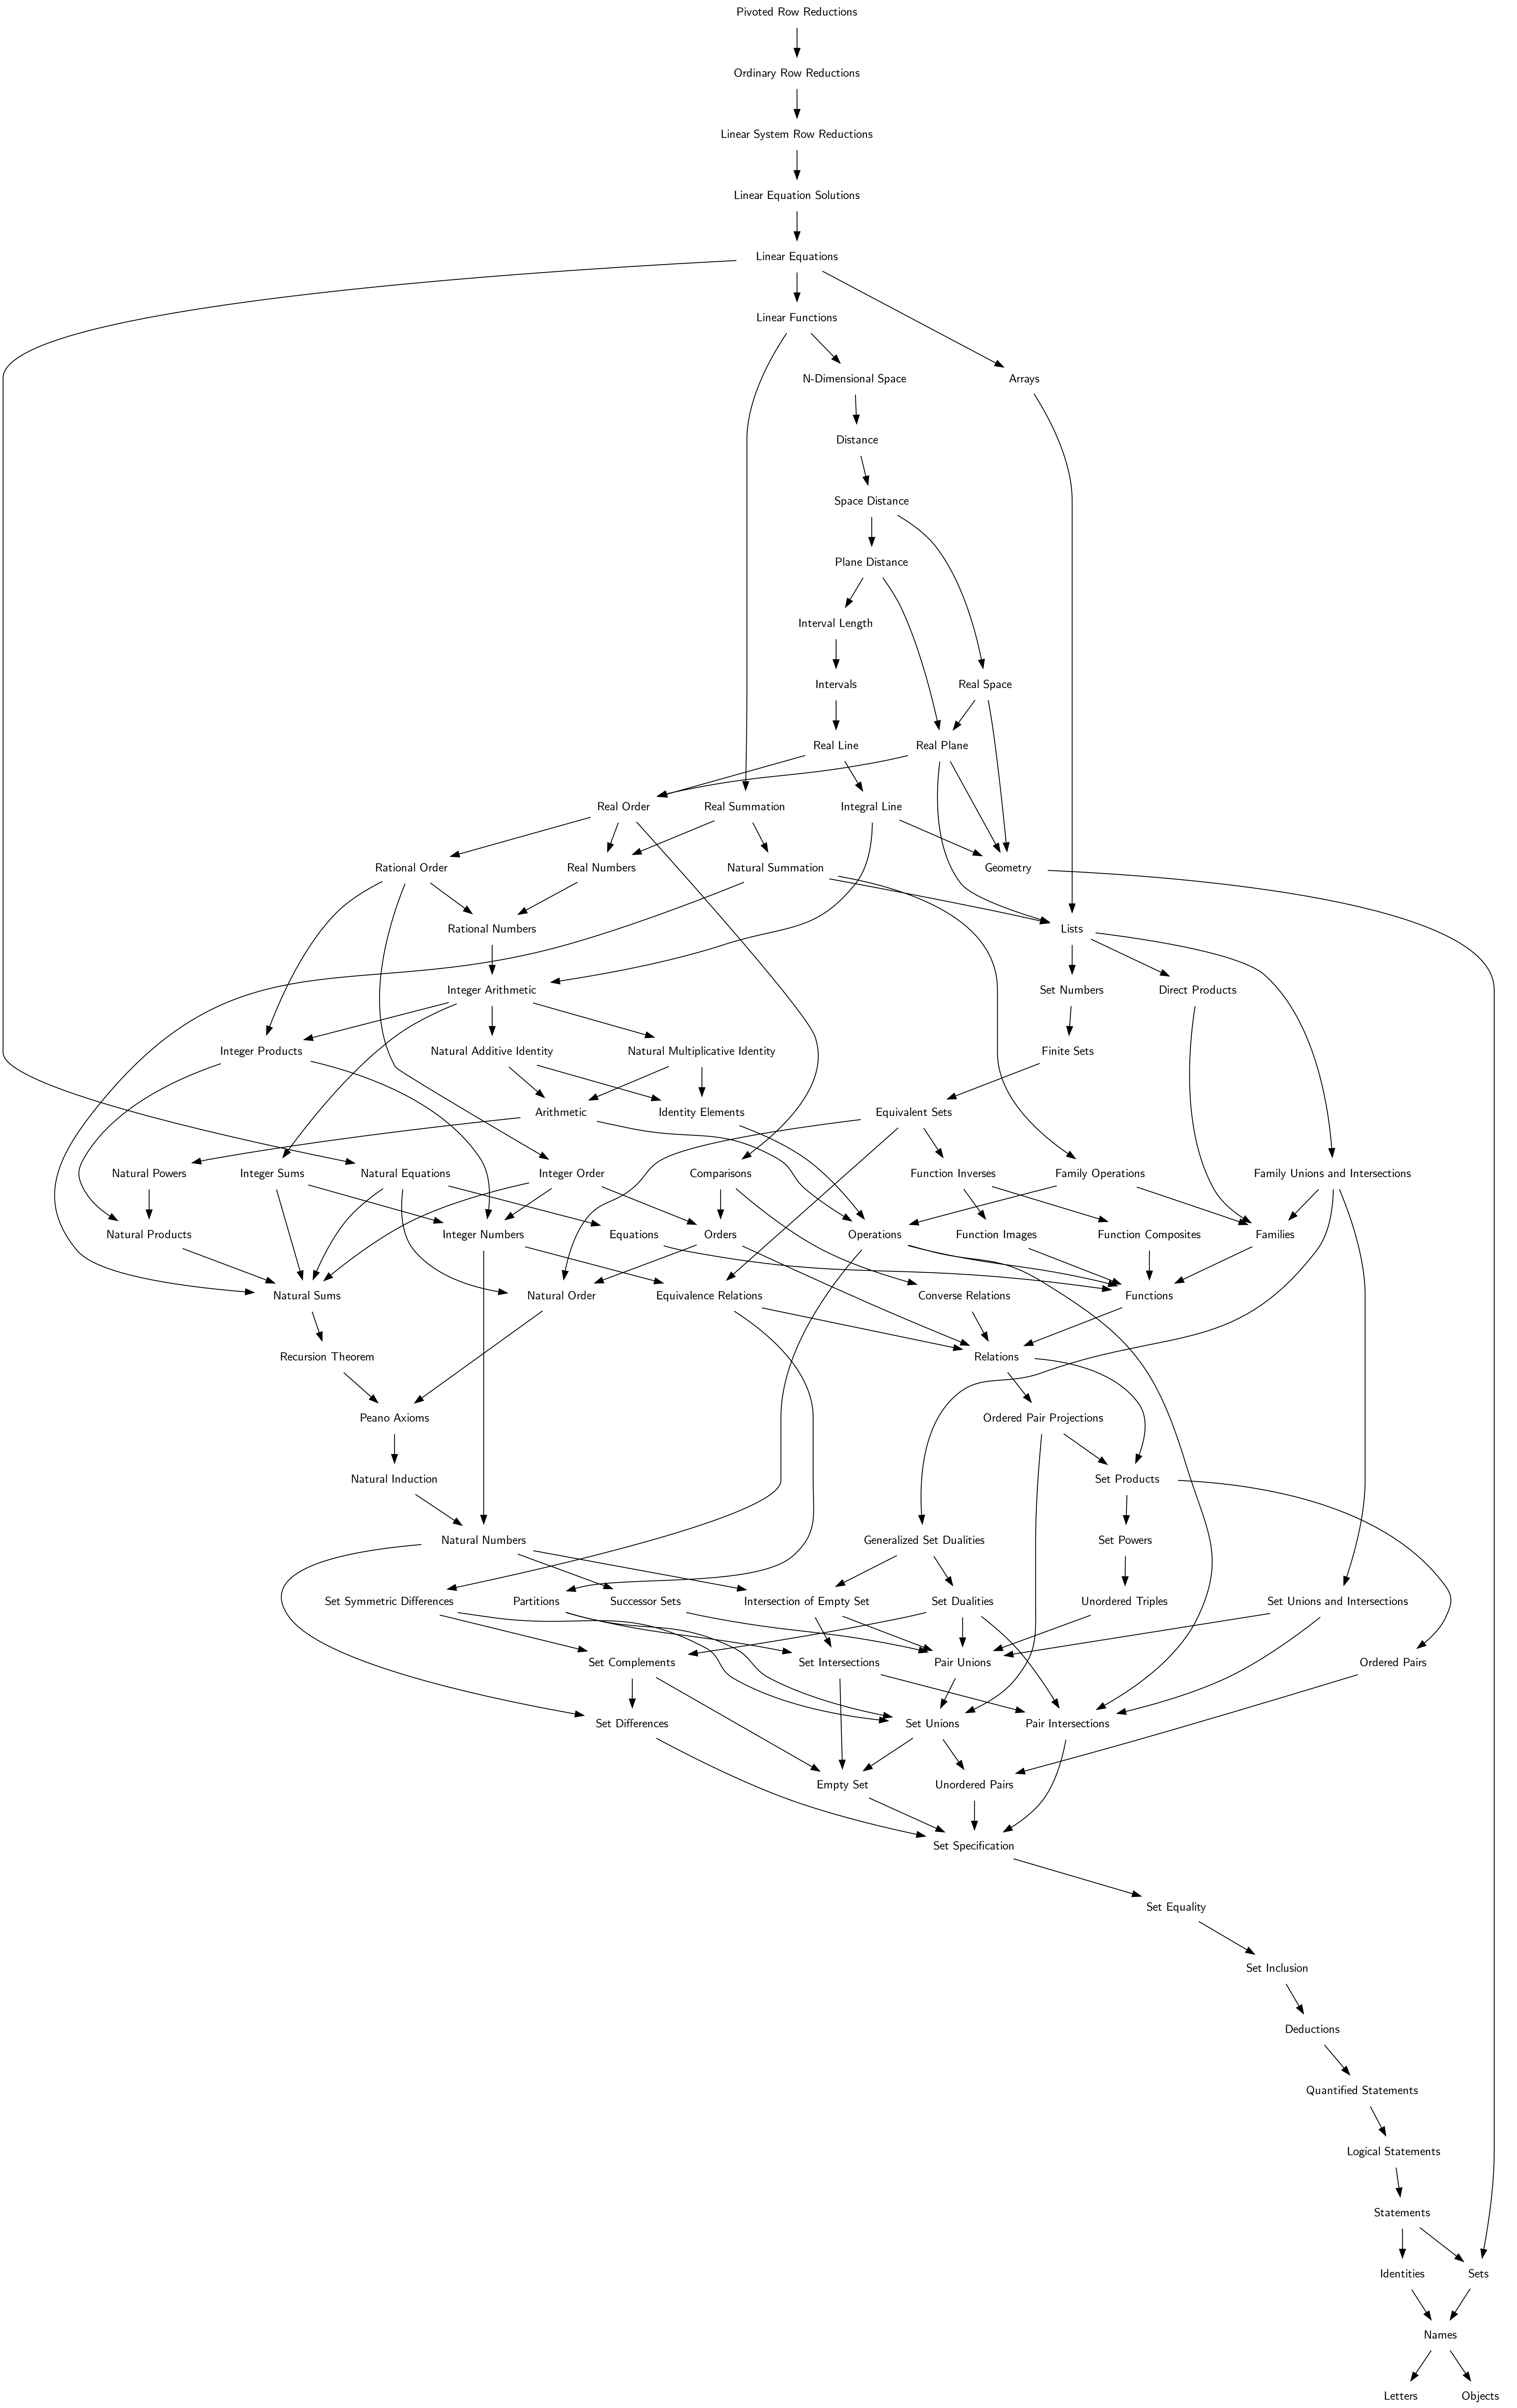 Pivoted Row Reductions
Ordinary Row Reductions
Linear System Row Reductions
Linear Equation Solutions
Linear Equations
Linear Functions
N-Dimensional Space
Arrays
Distance
Space Distance
Plane Distance
Interval Length
Intervals
Real Space
Real Line
Real Plane
Real Order
Real Summation
Integral Line
Rational Order
Real Numbers
Natural Summation
Geometry
Rational Numbers
Lists
Integer Arithmetic
Set Numbers
Direct Products
Integer Products
Natural Additive Identity
Natural Multiplicative Identity
Finite Sets
Arithmetic
Identity Elements
Equivalent Sets
Natural Powers
Integer Sums
Natural Equations
Integer Order
Comparisons
Function Inverses
Family Operations
Family Unions and Intersections
Natural Products
Integer Numbers
Equations
Orders
Operations
Function Images
Function Composites
Families
Natural Sums
Natural Order
Equivalence Relations
Converse Relations
Functions
Recursion Theorem
Relations
Peano Axioms
Ordered Pair Projections
Natural Induction
Set Products
Natural Numbers
Generalized Set Dualities
Set Powers
Set Symmetric Differences
Partitions
Successor Sets
Intersection of Empty Set
Set Dualities
Unordered Triples
Set Unions and Intersections
Set Complements
Set Intersections
Pair Unions
Ordered Pairs
Set Differences
Set Unions
Pair Intersections
Empty Set
Unordered Pairs
Set Specification
Set Equality
Set Inclusion
Deductions
Quantified Statements
Logical Statements
Statements
Identities
Sets
Names
Letters
Objects